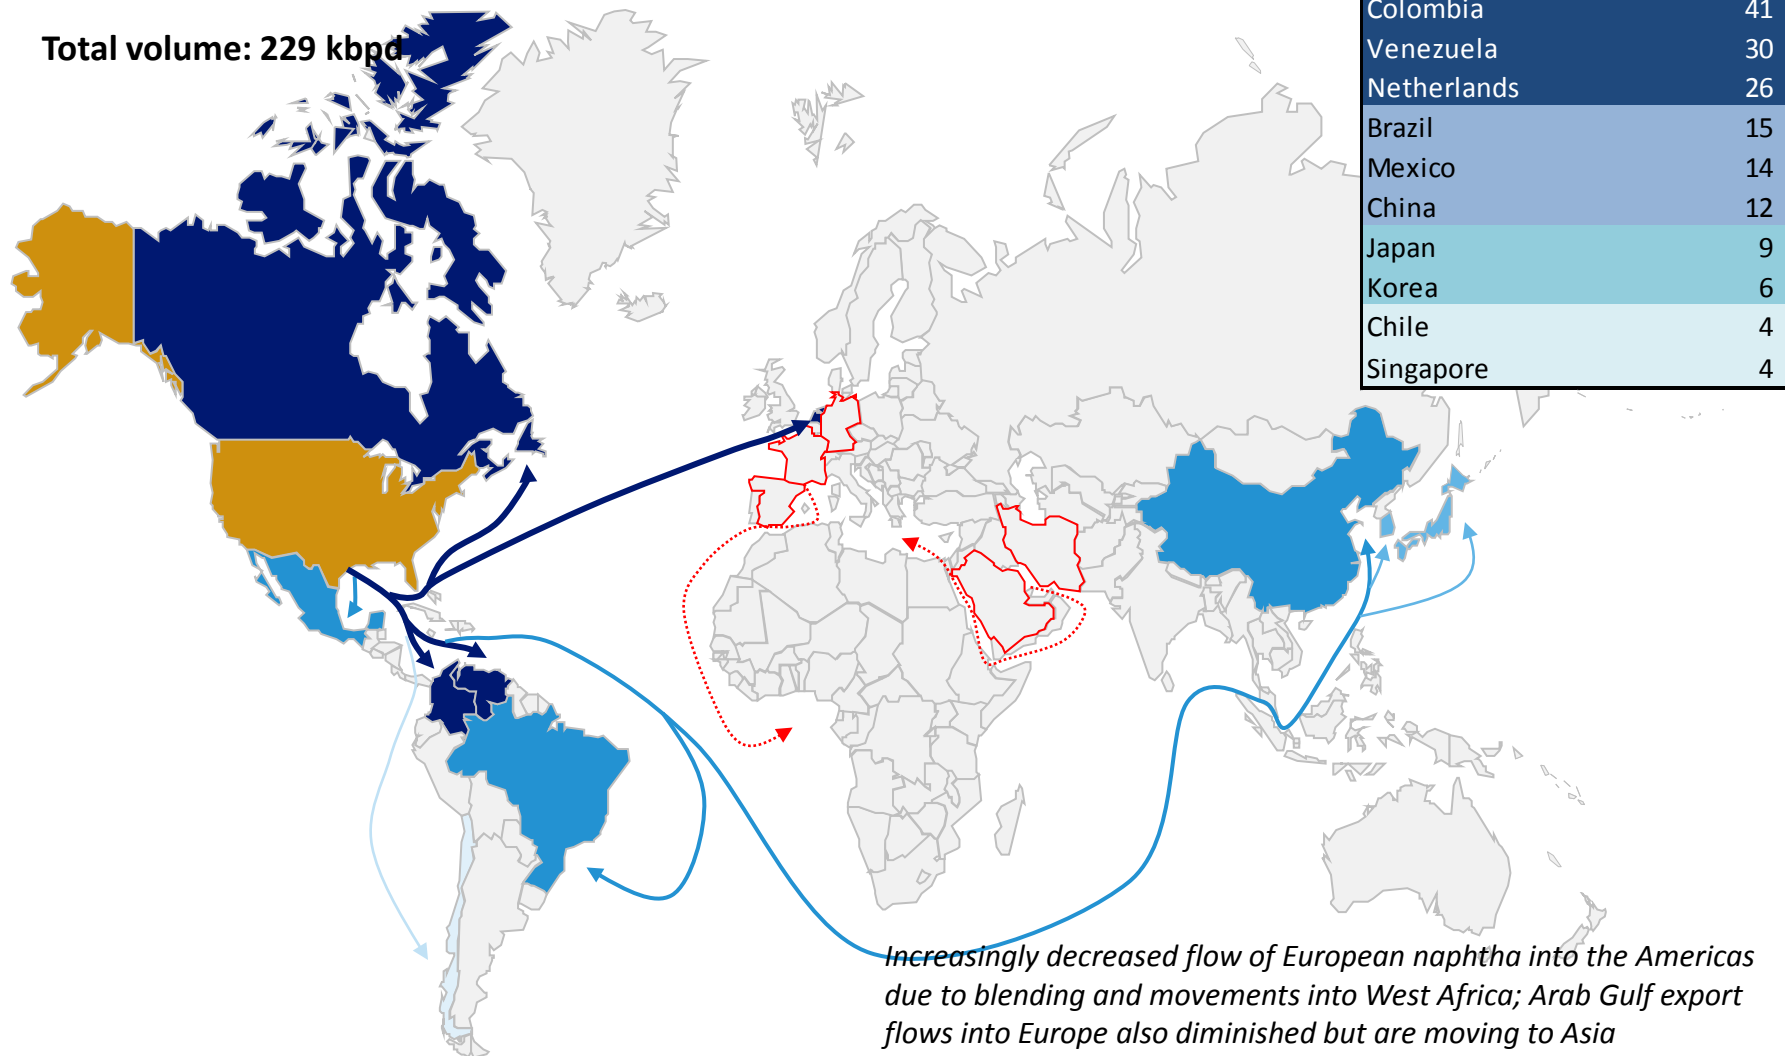 Total volume: 229 kbpd
Colombia 41
Venezuela 30
Netherlands 26
Brazil 15
Mexico 14
China 12
Japan 9
Korea 6
Chile 4
Singapore 4
Increasingly decreased flow of European naphtha into the Americas
due to blending and movements into West Africa; Arab Gulf export
flows into Europe also diminished but are moving to Asia